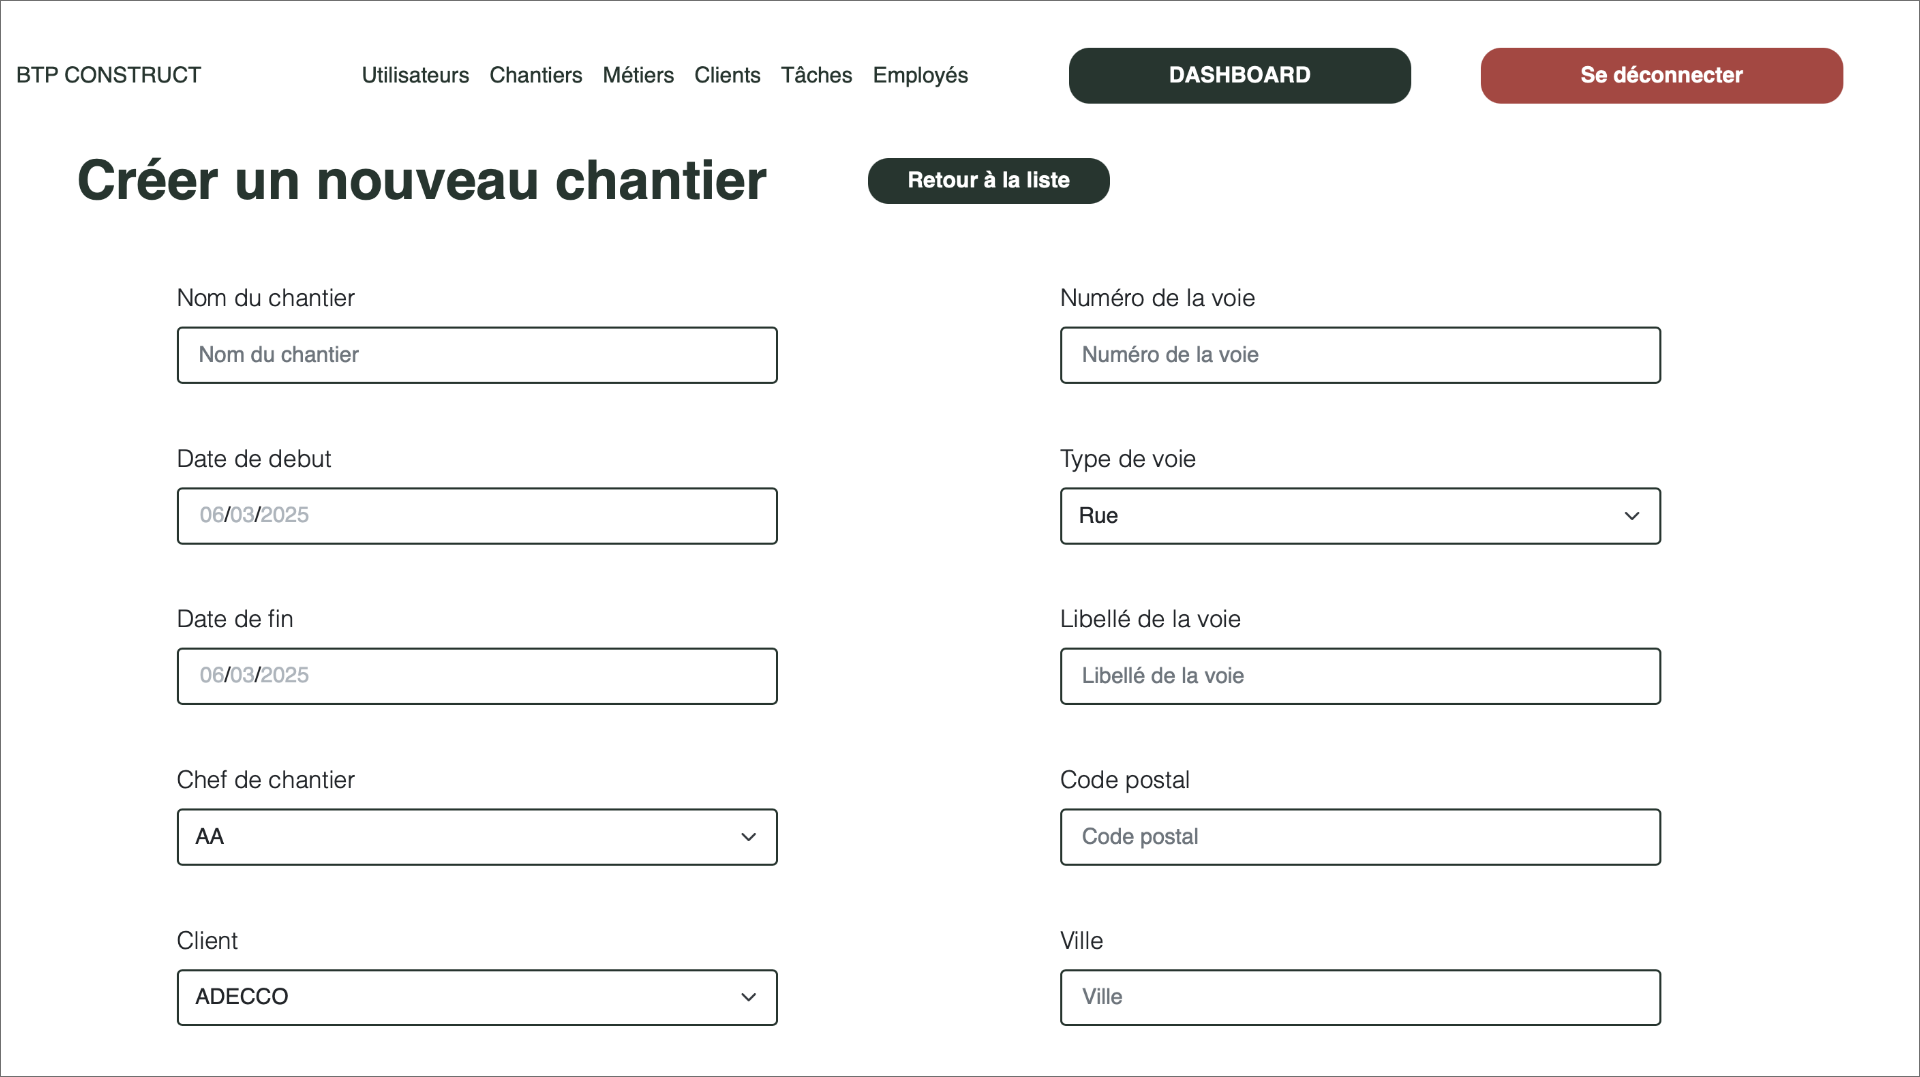 BTP CONSTRUCT
Utilisateurs Chantiers Métiers Clients Tâches Employés
DASHBOARD
Se déconnecter
Créer un nouveau chantier
Retour à la liste
Nom du chantier
Nom du chantier
Date de debut
06/03/2025
Date de fin
06/03/2025
Chef de chantier
AA
Client
ADECCO
Numéro de la voie
Numéro de la voie
Type de voie
Rue
Libellé de la voie
Libellé de la voie
Code postal
Code postal
Ville
Ville